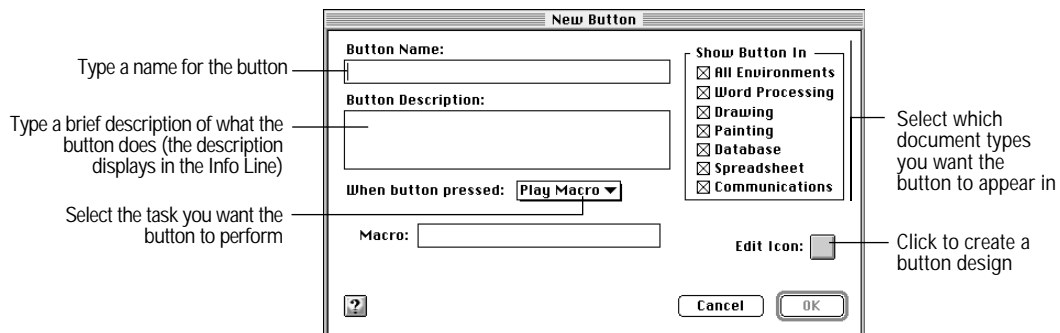 New Button
Button Name:
Type a name for the button
Button Description:
Type a brief description of what the
button does (the description
displays in the Info Line)
When button pressed: Play Macro
Select the task you want the
button to perform
Macro:
Show Button In
All Environments
Word Processing
Drawing
Painting
Database
Spreadsheet
Communications
Select which
document types
you want the
button to appear in
Edit Icon:
Click to create a
button design
?
Cancel
OK